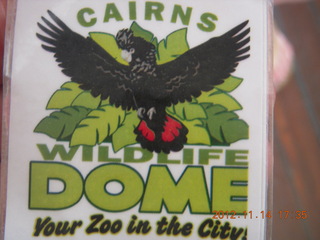 CAIRNS
WILDLIFE
DOME
Your Zoo in the City!
2012.11.14